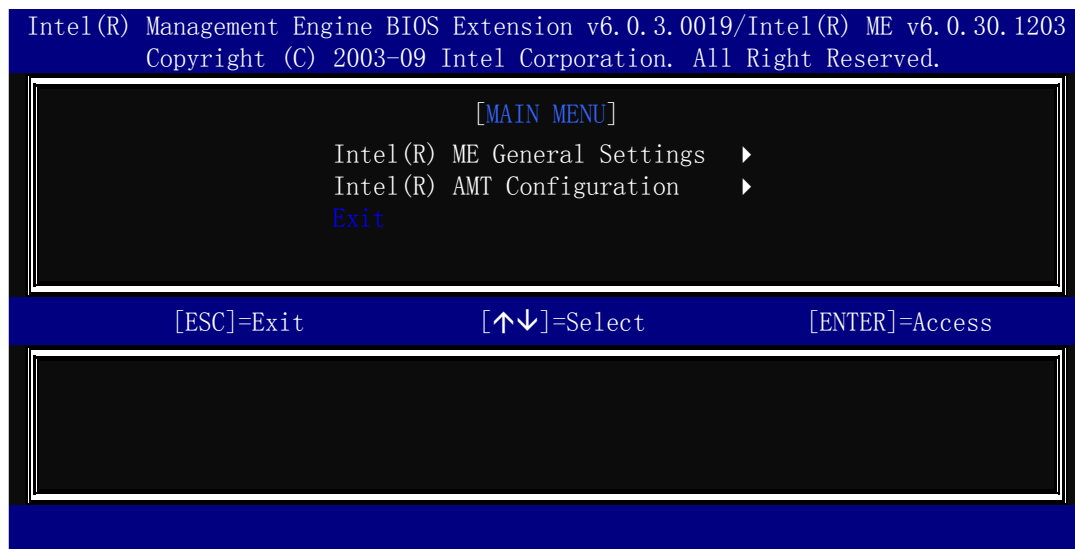 Intel(R) Management Engine BIOS Extension v6.0.3.0019/Intel(R) ME v6.0.30.1203
Copyright (C) 2003-09 Intel Corporation. All Right Reserved.
[MAIN MENU]
Intel(R) ME General Settings ▶
Intel(R) AMT Configuration ▶
Exit
[ESC]=Exit [↑↓]=Select [ENTER]=Access